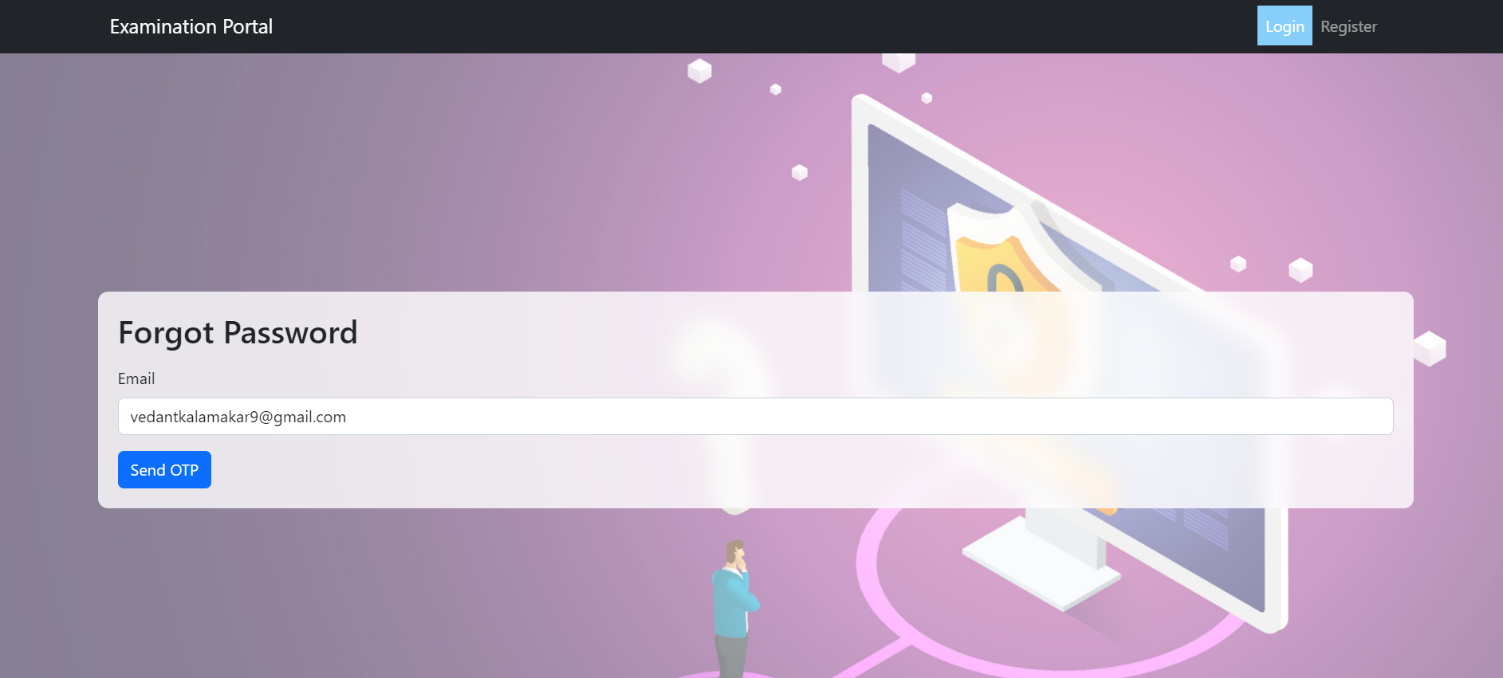 Examination Portal
Login Register
Forgot Password
Email
vedantkalamakar9@gmail.com
Send OTP